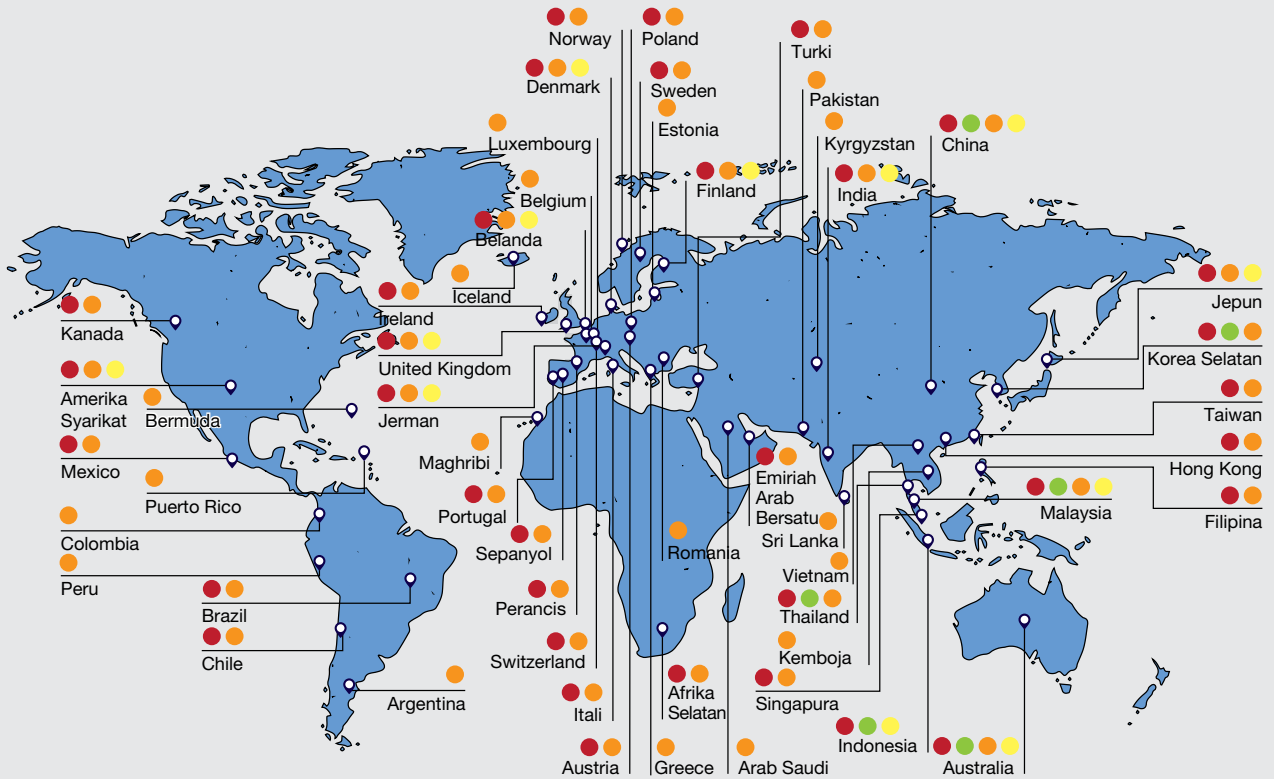 Norway
Poland
Turki
Denmark
Sweden
Pakistan
Estonia
Luxembourg
Kyrgyzstan
China
Finland
India
Belgium
Belanda
Iceland
Ireland
Jepun
Kanada
United Kingdom
Korea Selatan
Amerika
Syarikat
Bermuda
Jerman
Taiwan
Mexico
Maghribi
Emiriah
Arab
Bersatu
Hong Kong
Puerto Rico
Portugal
Malaysia
Filipina
Colombia
Sepanyol
Romania
Sri Lanka
Peru
Vietnam
Brazil
Perancis
Thailand
Chile
Switzerland
Kemboja
Argentina
Itali
Afrika
Selatan
Singapura
Indonesia
Austria
Greece
Arab Saudi
Australia